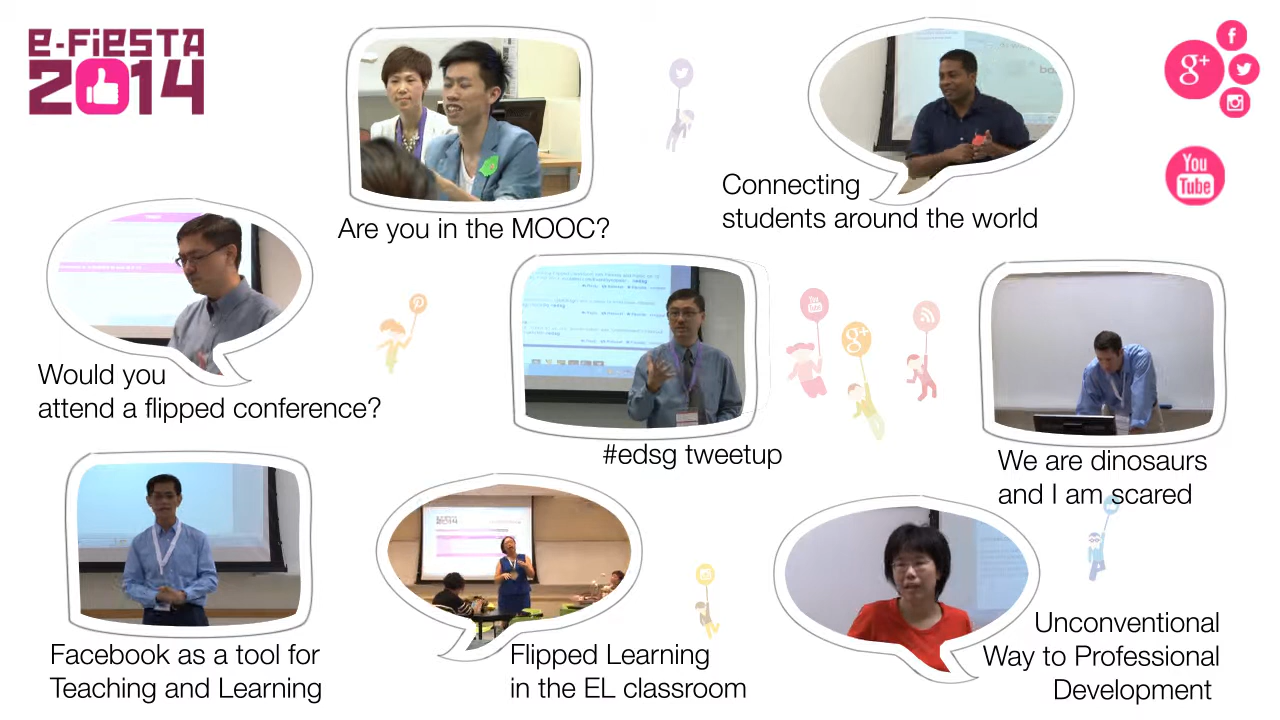 e-FiESTA
2014
Are you in the MOOC?
Connecting
students around the world
You
Tube
Would you
attend a flipped conference?
#edsg tweetup
We are dinosaurs
and I am scared
Facebook as a tool for
Teaching and Learning
Flipped Learning
in the EL classroom
Unconventional
Way to Professional
Development